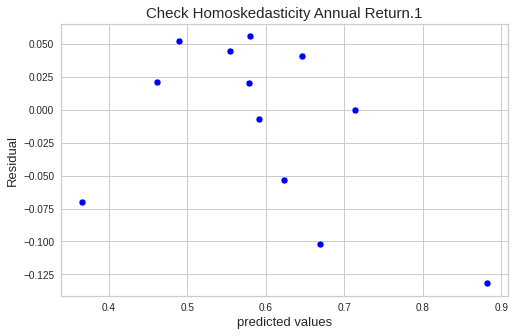 Check Homoskedasticity Annual Return.1
0.050
0.025
0.000
−0.025
−0.050
−0.075
−0.100
−0.125
Residual
0.4 0.5 0.6 0.7 0.8 0.9
predicted values